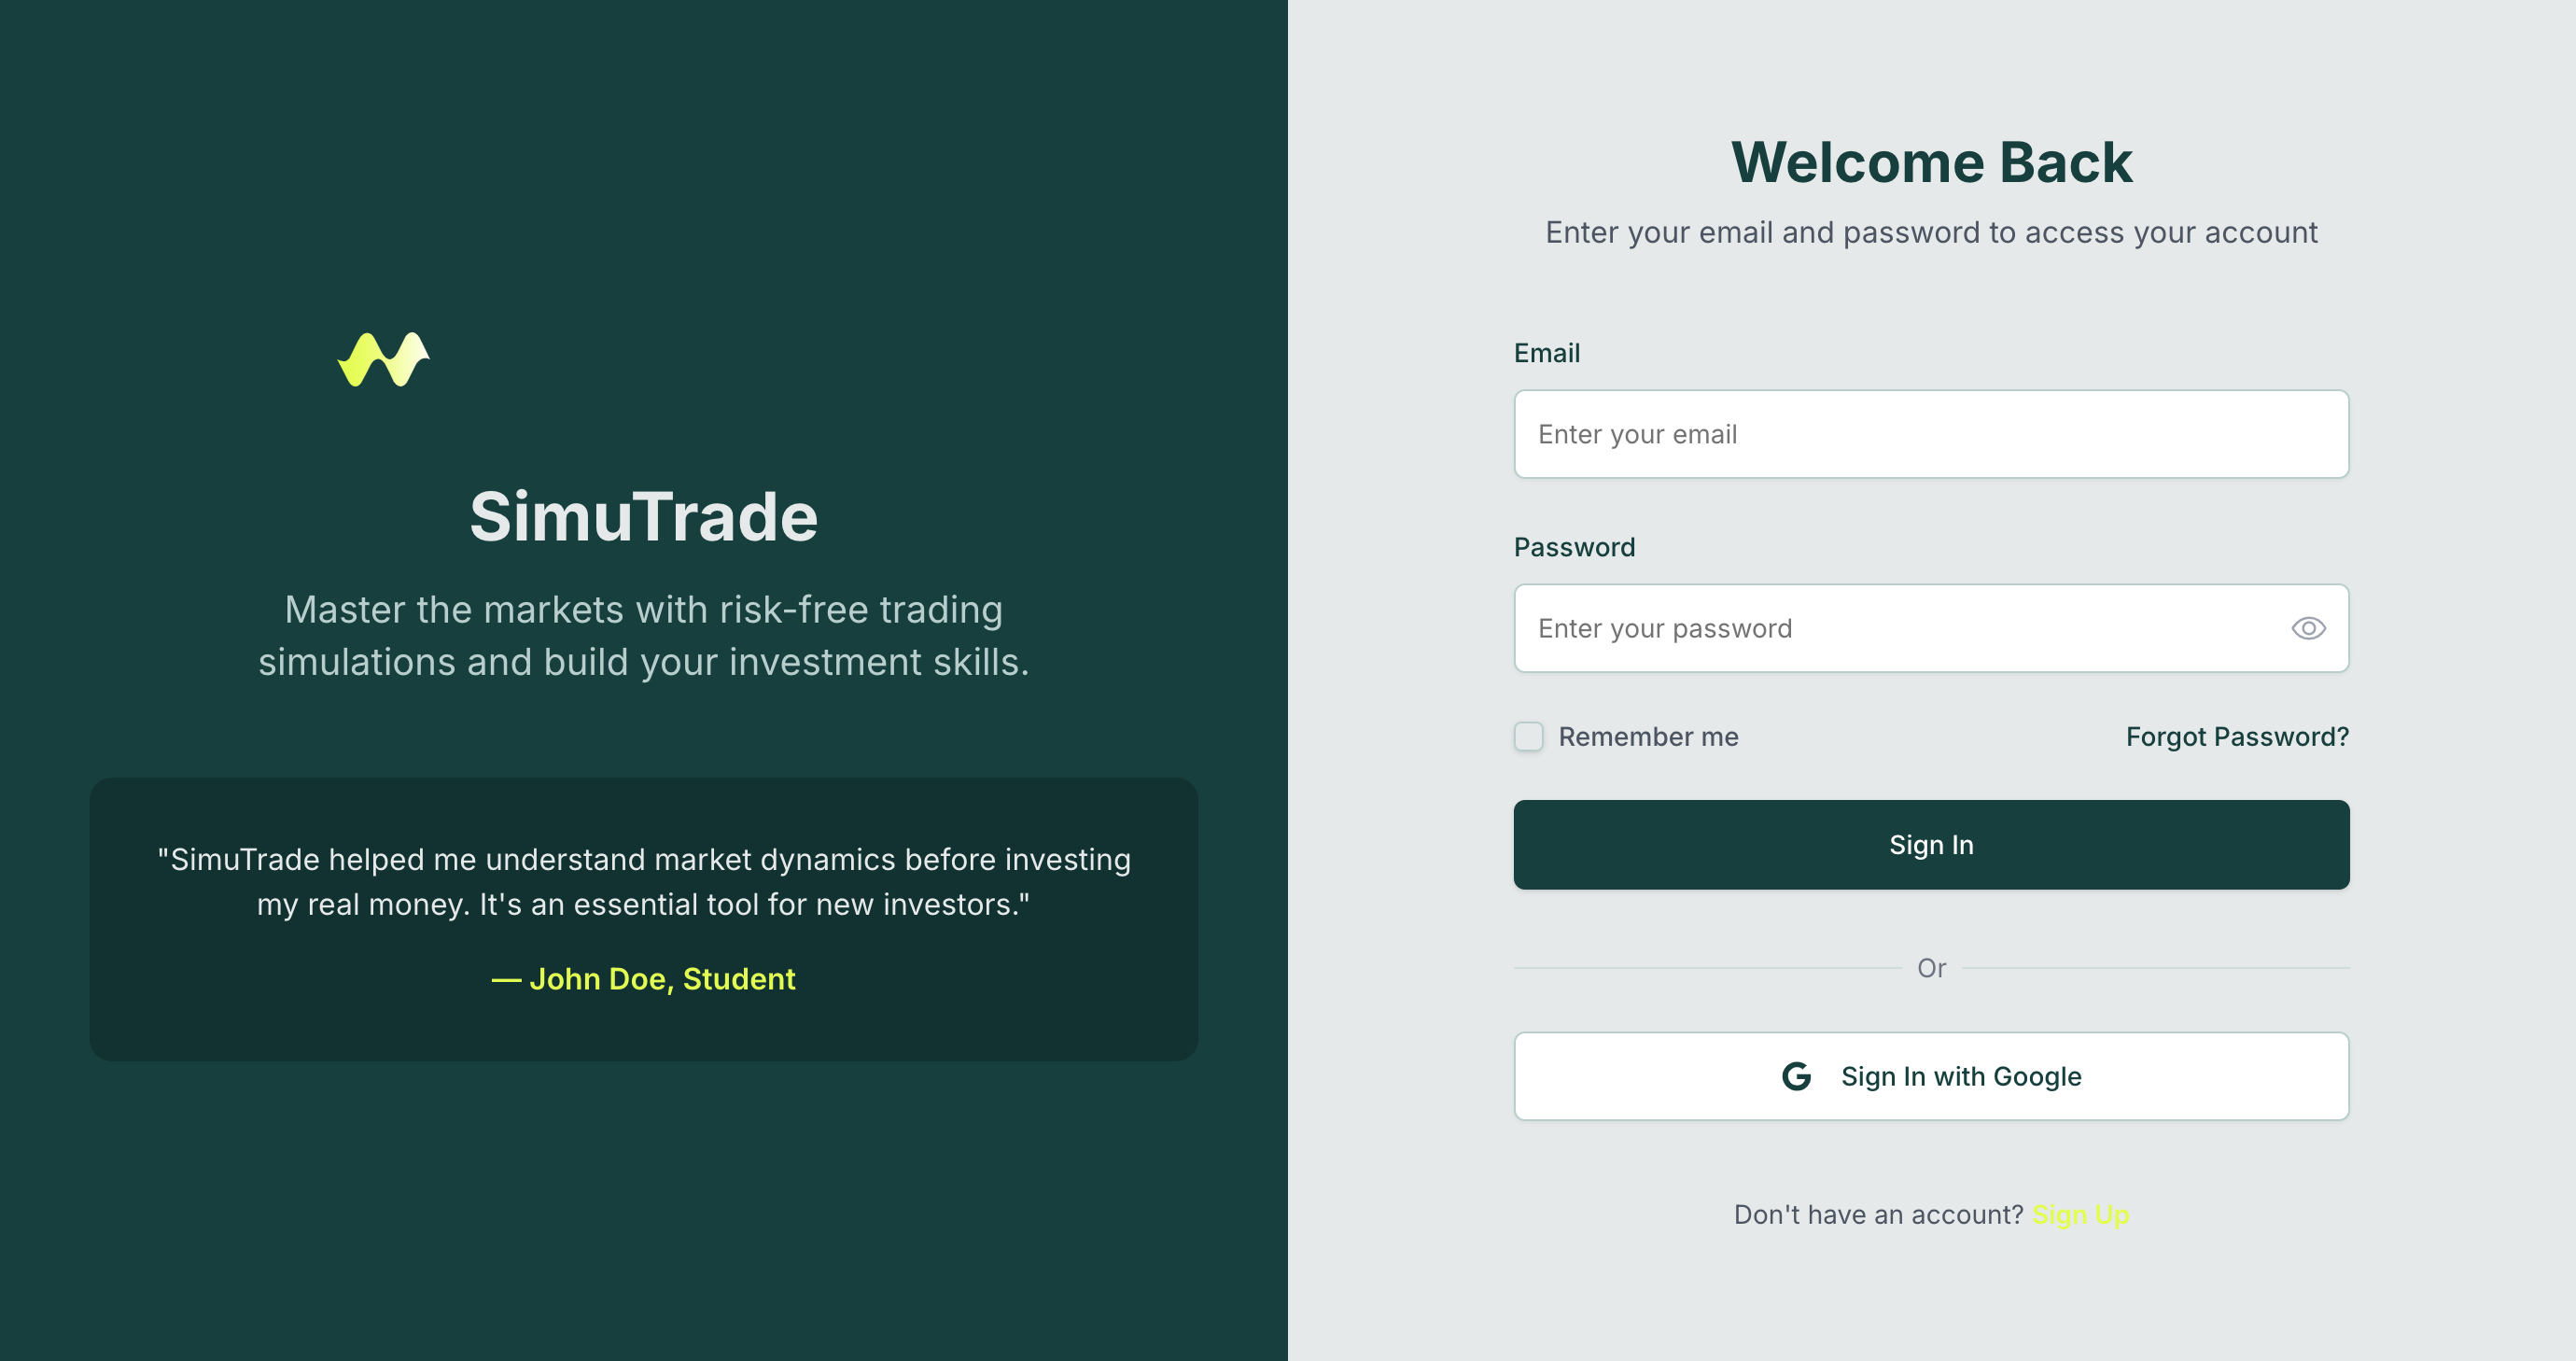 SimuTrade
Master the markets with risk-free trading
simulations and build your investment skills.
"SimuTrade helped me understand market dynamics before investing
my real money. It's an essential tool for new investors."
— John Doe, Student
Welcome Back
Enter your email and password to access your account
Email
Enter your email
Password
Enter your password
Remember me
Forgot Password?
Sign In
Or
G Sign In with Google
Don't have an account? Sign Up